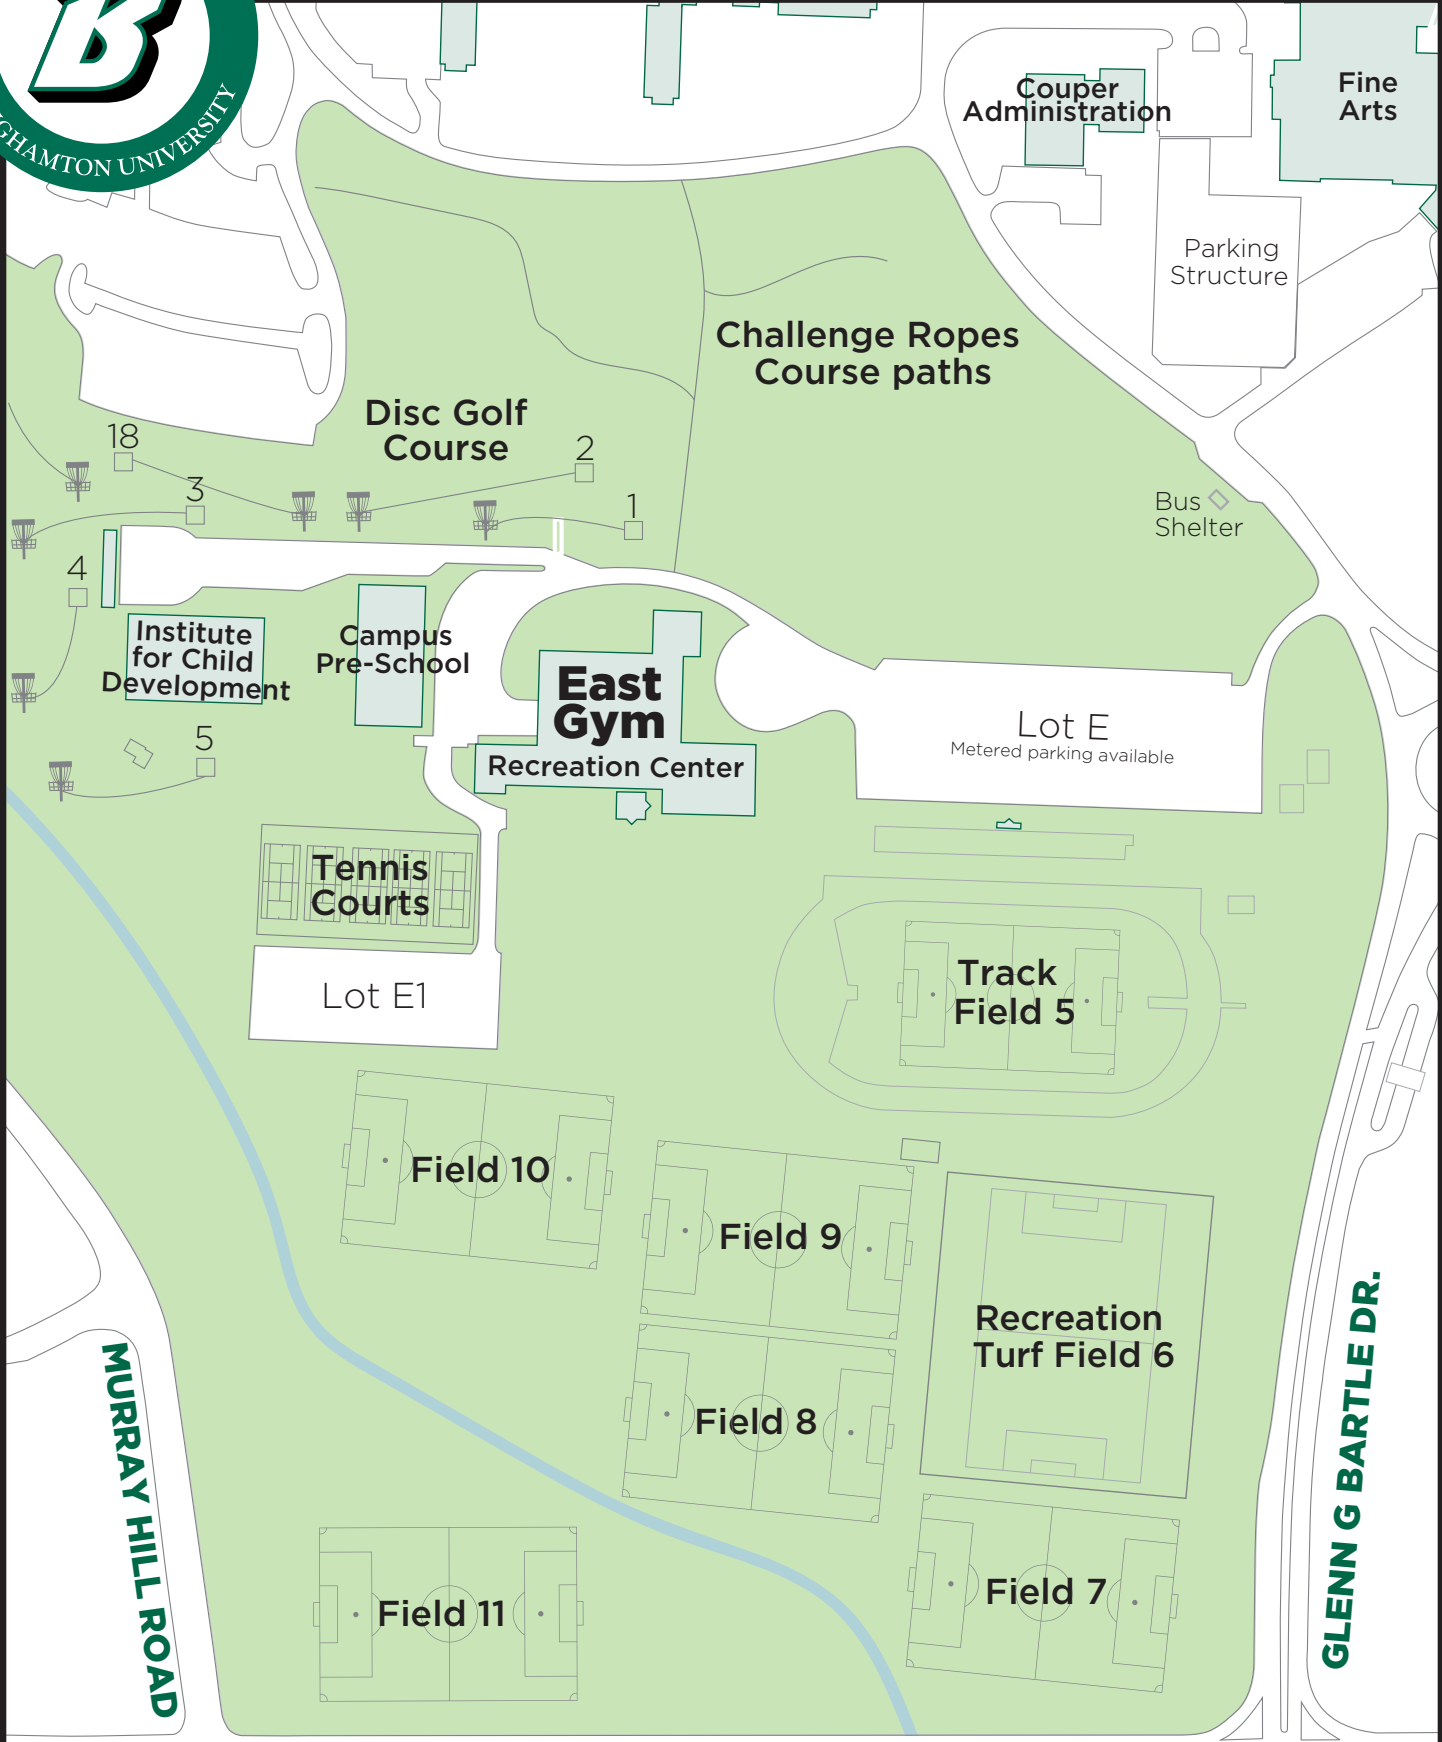 B
GHAMTON UNIVERSITY
Couper
Administration
Fine
Arts
Parking
Structure
Challenge Ropes
Course paths
Disc Golf
Course
18
3
2
1
Bus
Shelter
4
Institute
for Child
Development
Campus
Pre-School
East
Gym
Recreation Center
Lot E
Metered parking available
5
Tennis
Courts
Lot E1
Track
Field 5
Field 10
Field 9
Recreation
Turf Field 6
Field 8
Field 7
Field 11
MURRAY HILL ROAD
GLENN G BARTLE DR.